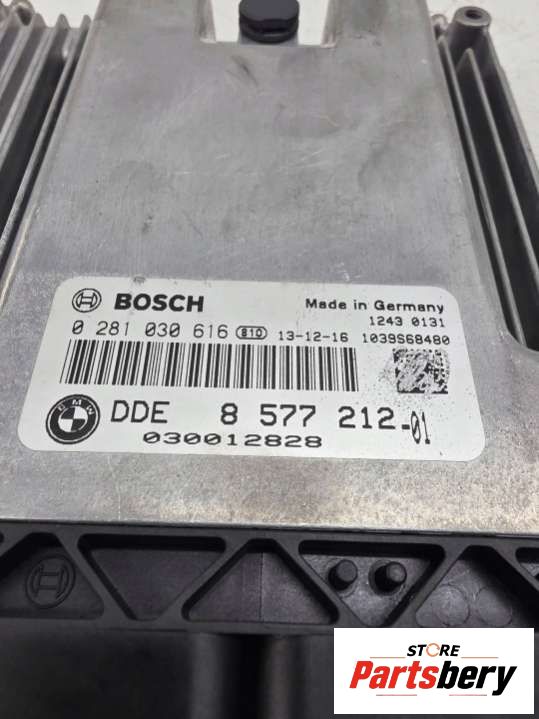 BOSCH
Made in Germany
1243 0131
0 281 030 616 810 13-12-16 1039S68480
BMW
DDE 8 577 212-01
030012828
STORE
Partsbery